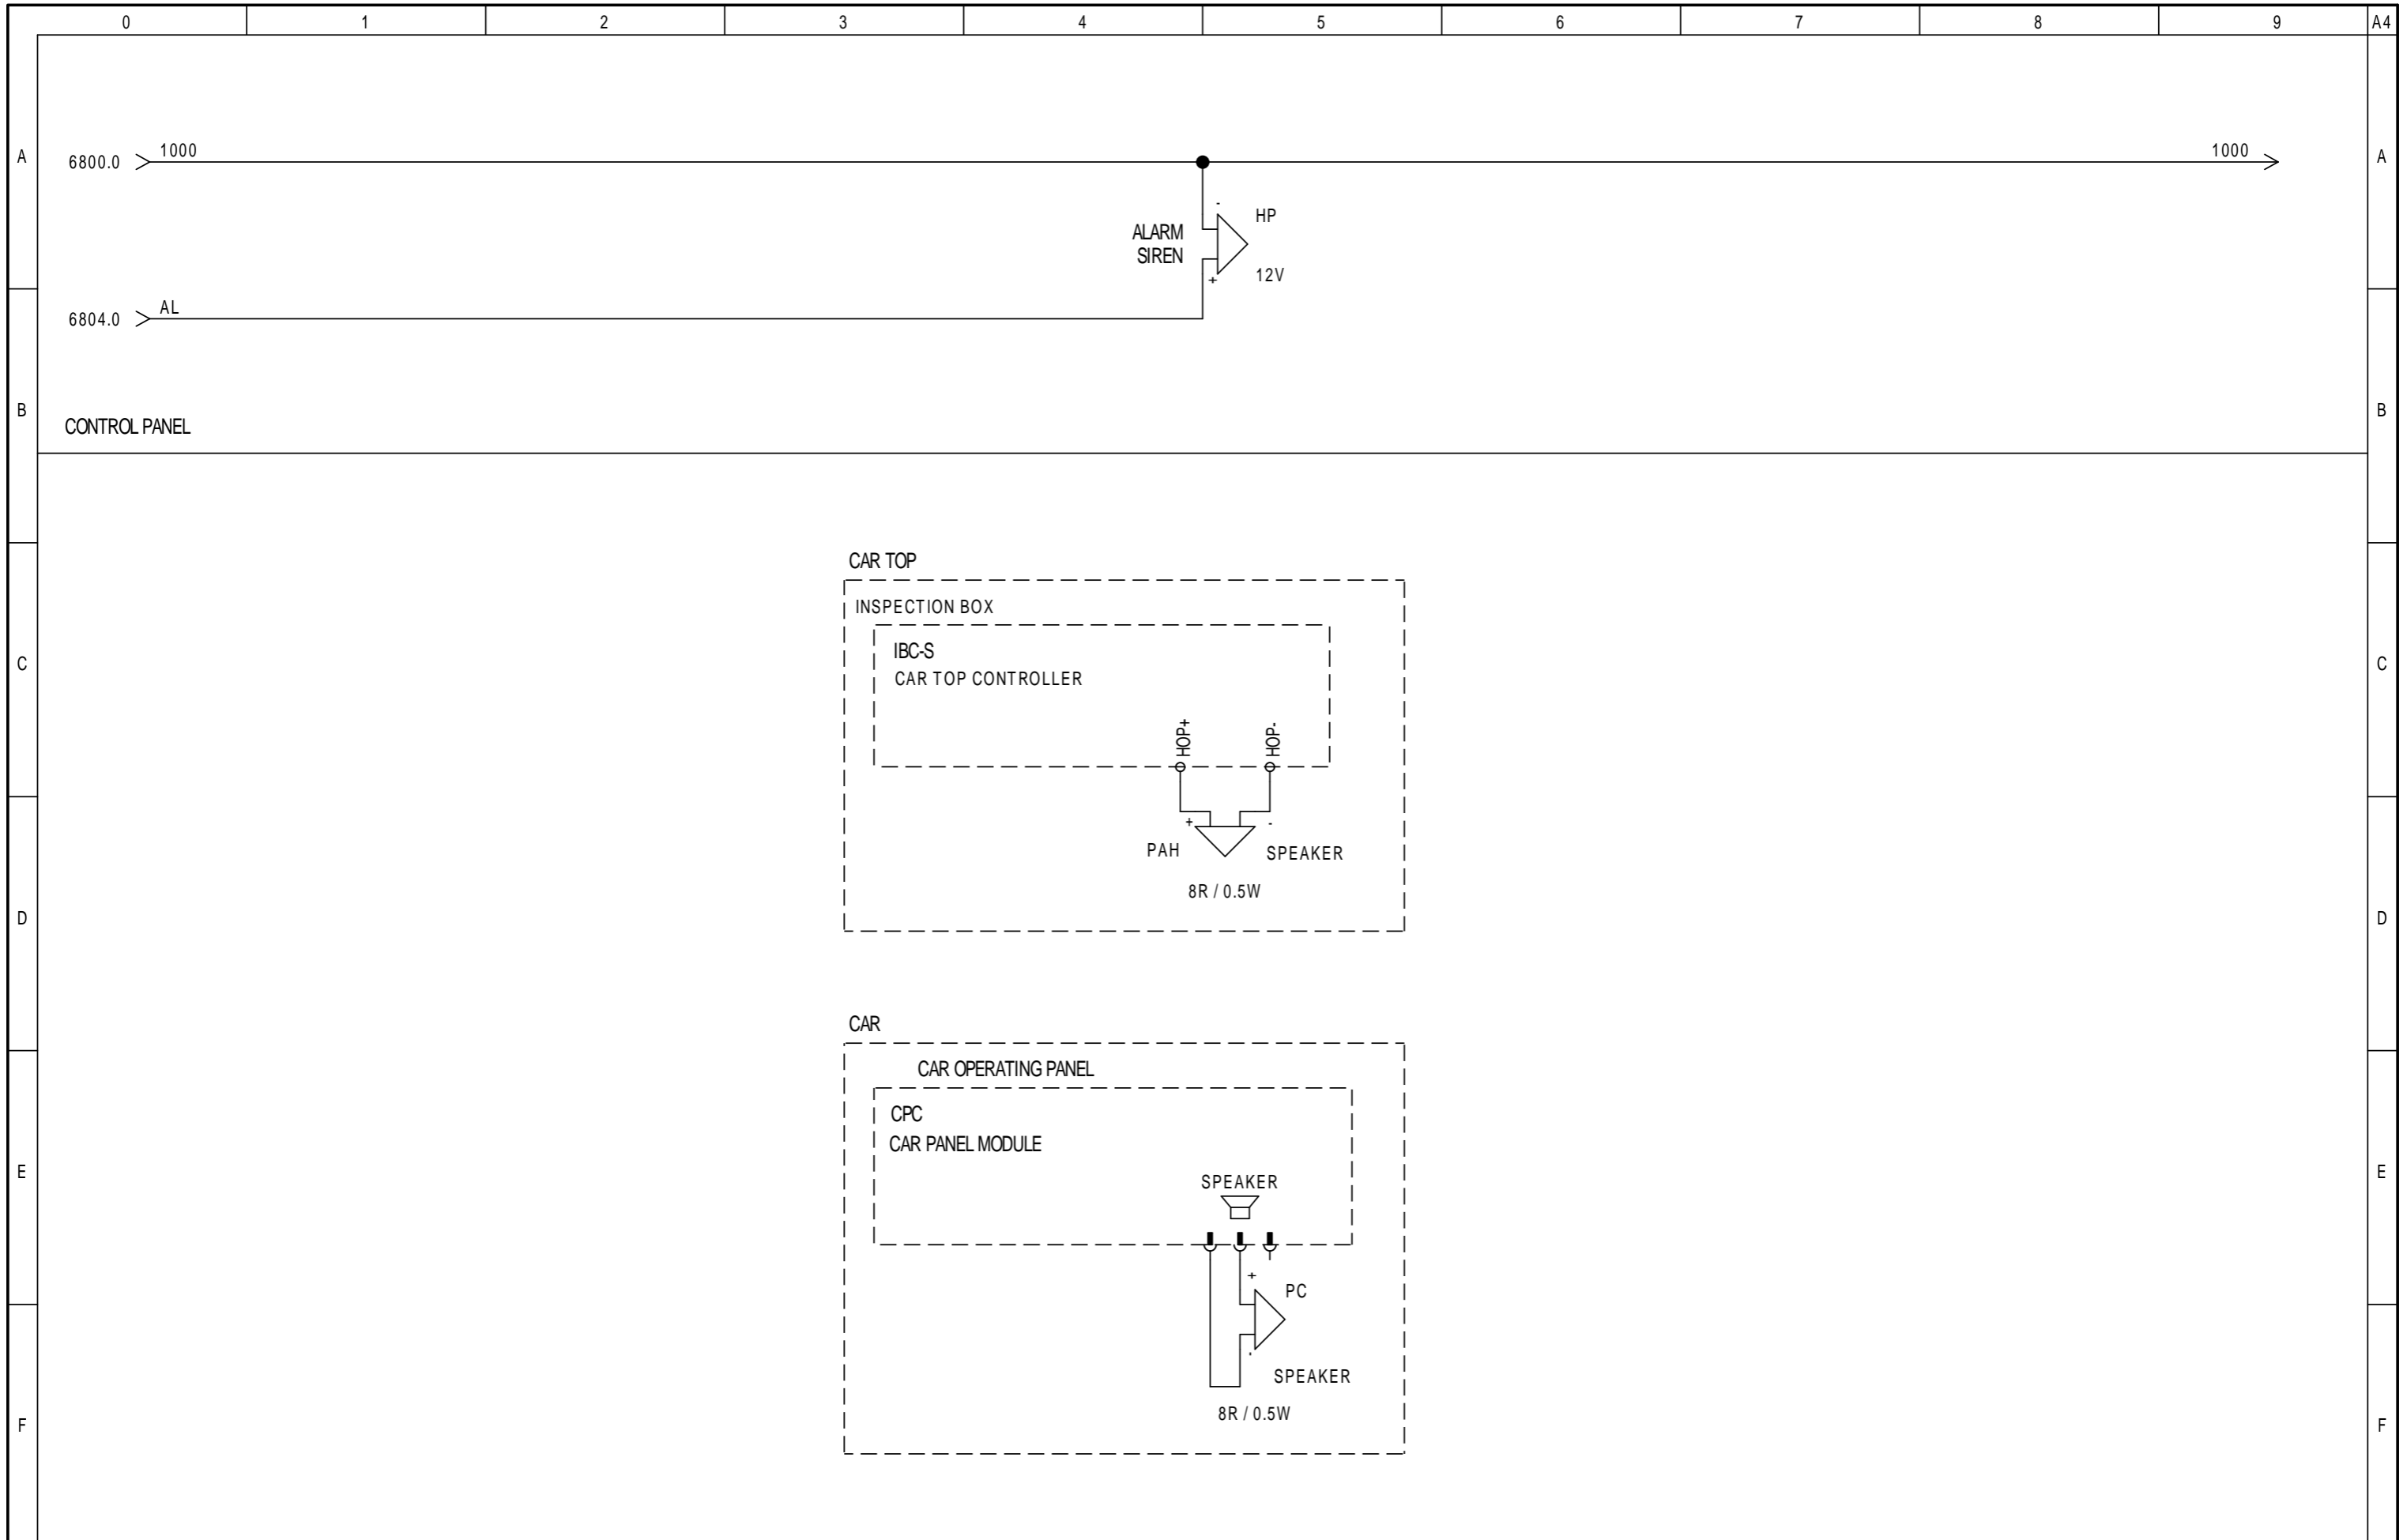 0 1 2 3 4 5 6 7 8 9 A4
A A
6800.0 1000 1000
- HP
ALARM
SIREN
12V
+
6804.0 AL
B B
CONTROL PANEL
CAR TOP
INSPECTION BOX
IBC-S
C C
CAR TOP CONTROLLER
HOP+ HOP-
+ -
PAH SPEAKER
8R / 0.5W
D D
CAR
CAR OPERATING PANEL
CPC
CAR PANEL MODULE
E E
SPEAKER
+
PC
-
SPEAKER
8R / 0.5W
F F